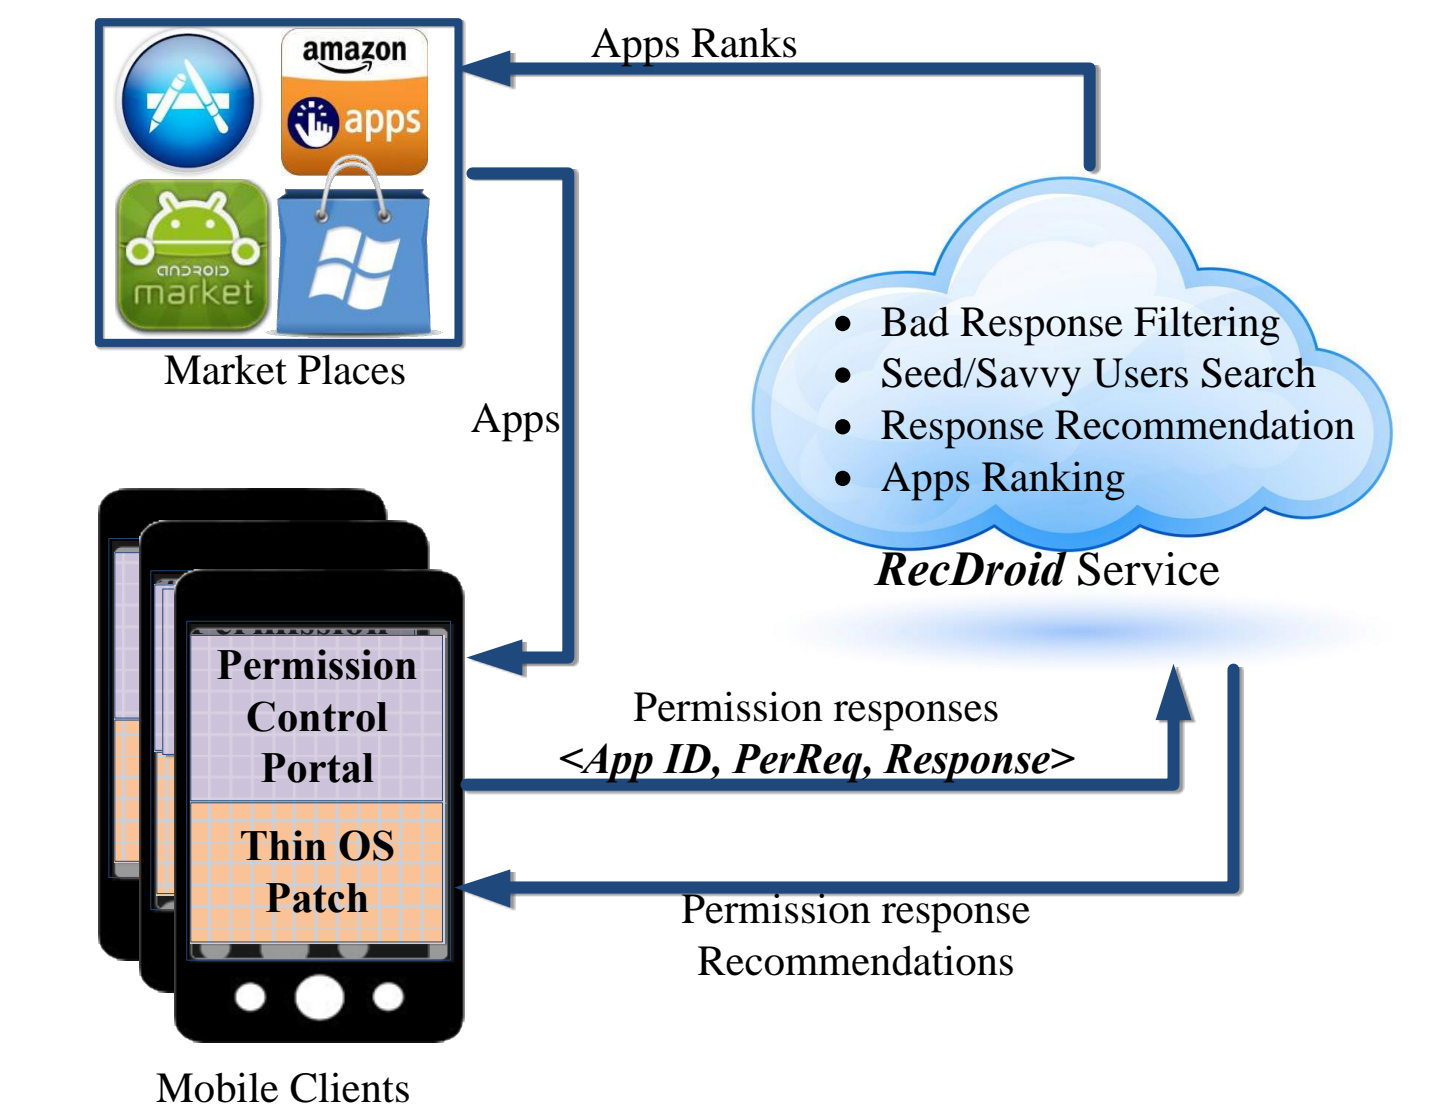 Apps Ranks
amazon
apps
ANDROID
market
Market Places
Apps
Bad Response Filtering
Seed/Savvy Users Search
Response Recommendation
Apps Ranking
RecDroid Service
Permission
Permission
Control
Portal
Thin OS
Patch
Permission responses
<App ID, PerReq, Response>
Permission response
Recommendations
Mobile Clients